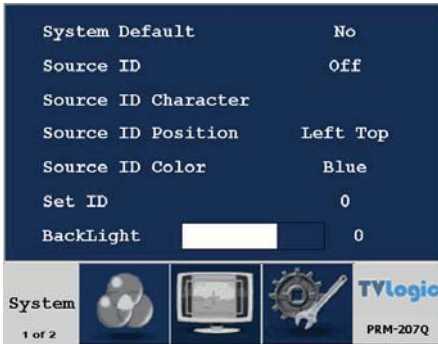 System Default No
Source ID Off
Source ID Character
Source ID Position Left Top
Source ID Color Blue
Set ID 0
BackLight 0
System
1 of 2
TVLogic
PRM-207Q